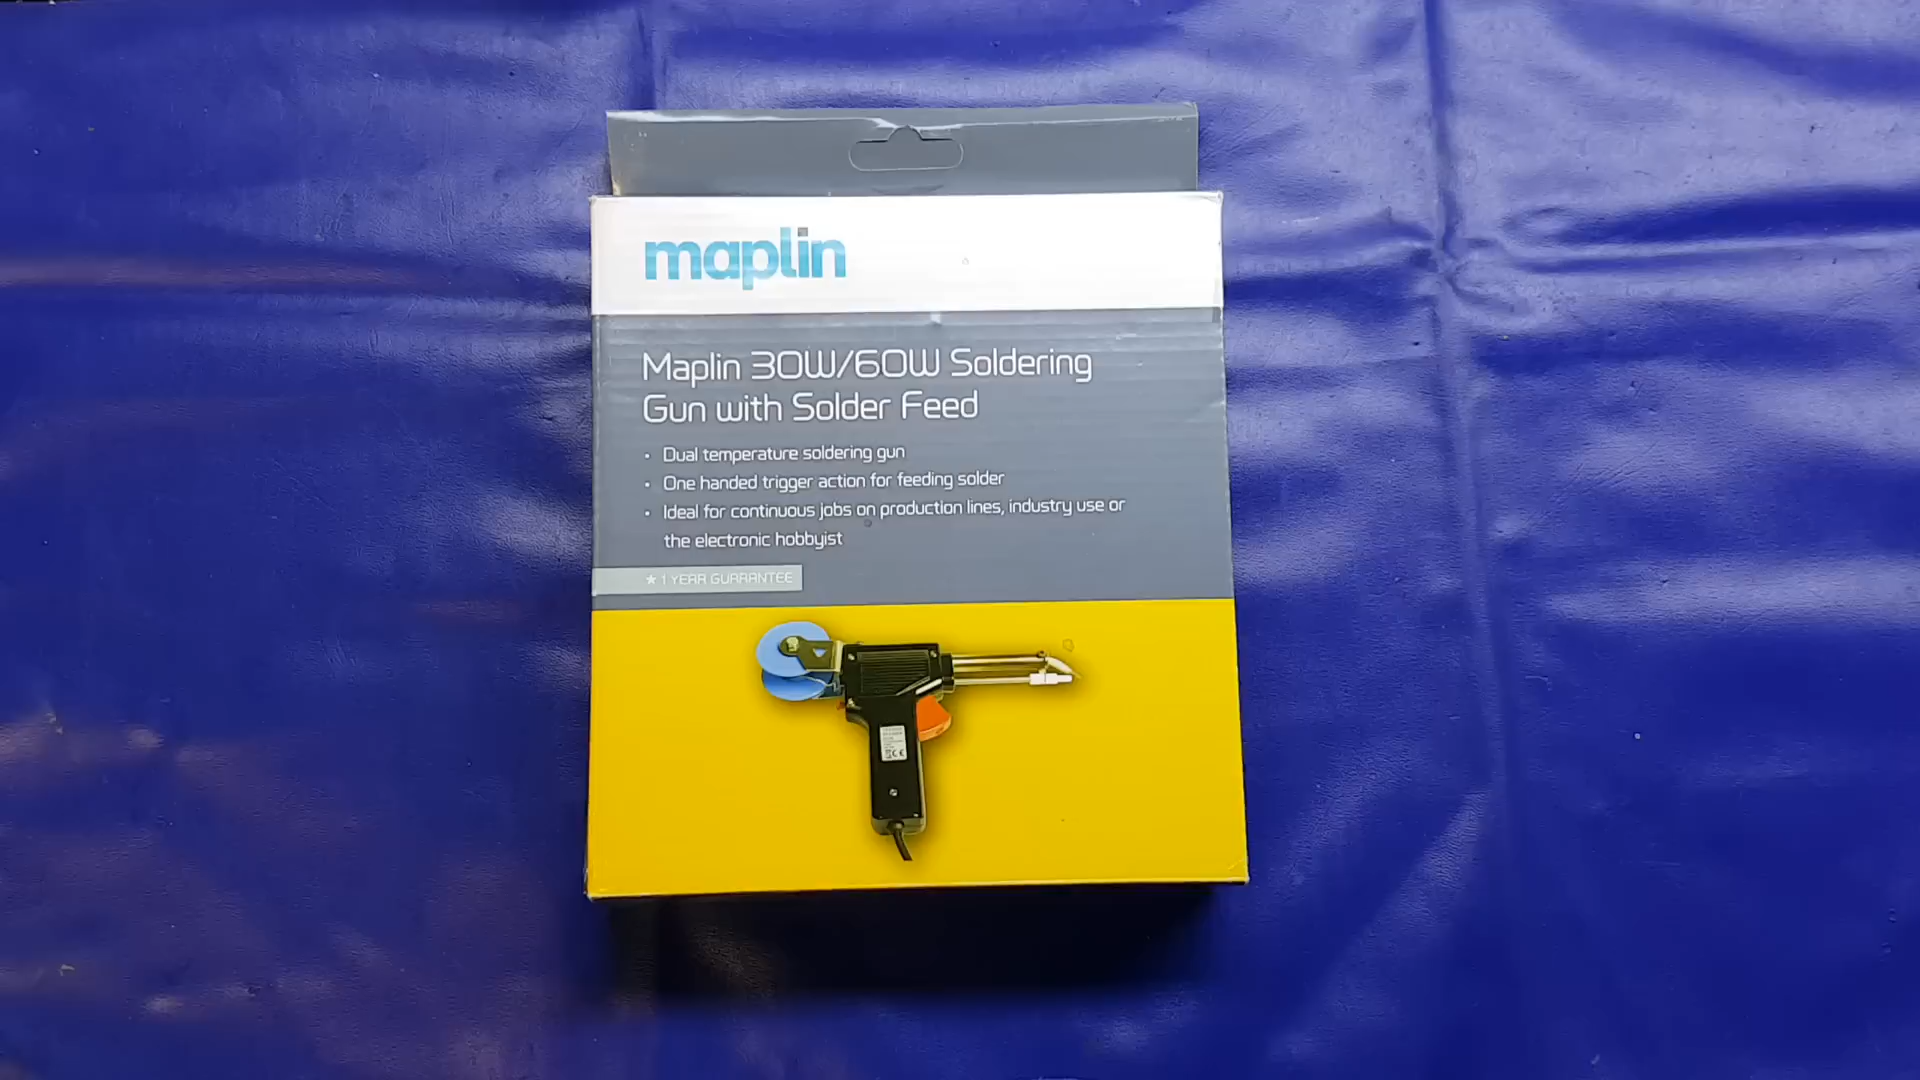 maplin
Maplin 30W/60W Soldering
Gun with Solder Feed
• Dual temperature soldering gun
• One handed trigger action for feeding solder
• Ideal for continuous jobs on production lines, industry use or
the electronic hobbyist
★ 1 YEAR GUARANTEE